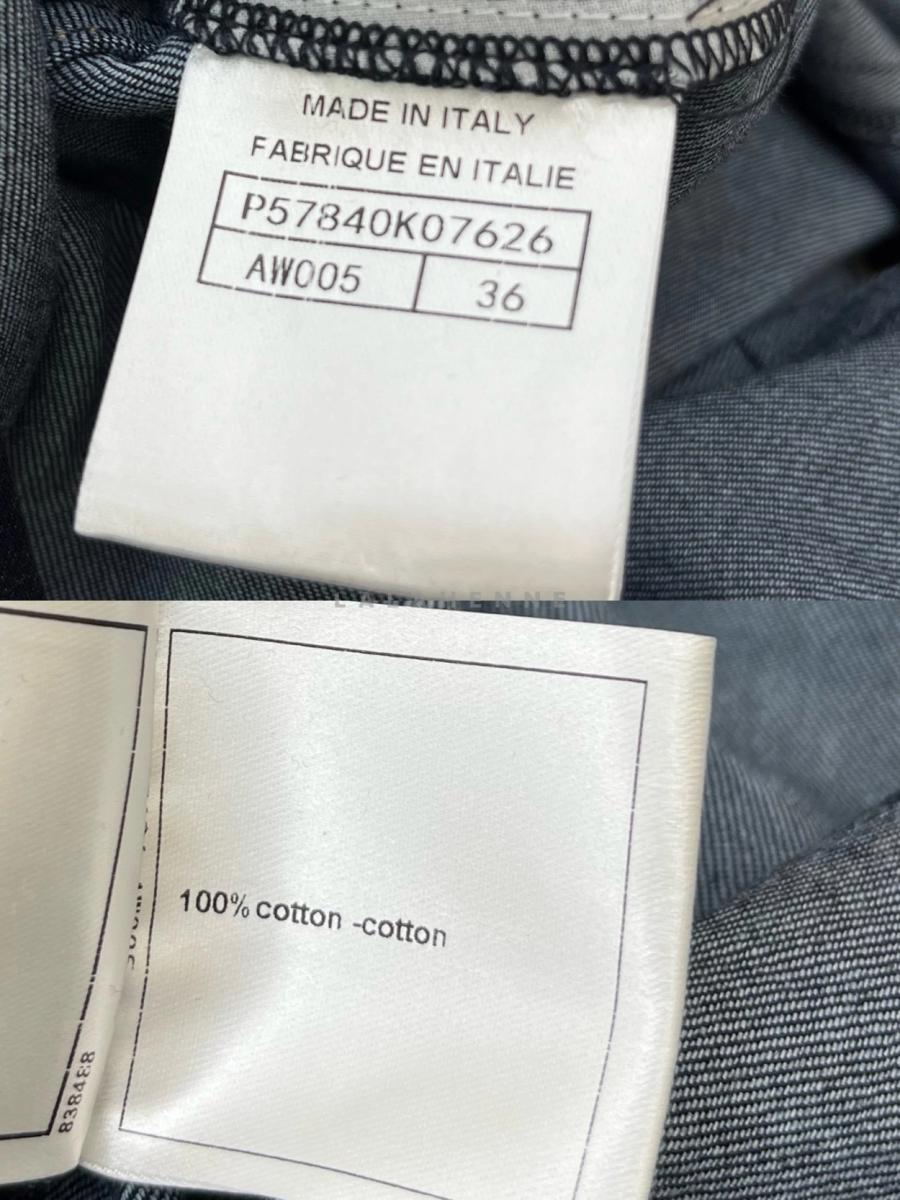 MADE IN ITALY
FABRIQUE EN ITALIE
P57840K07626
AW005 36
100% cotton -cotton
838488